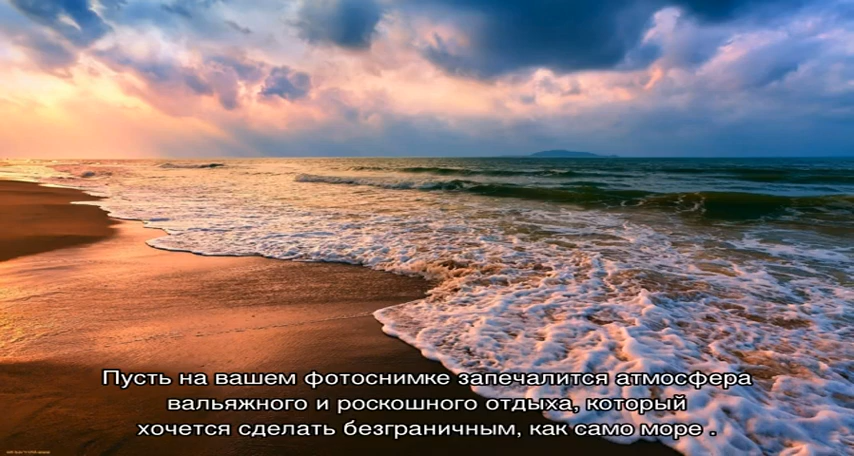 Пусть на вашем фотоснимке запечалится атмосфера
вальяжного и роскошного отдыха, который
хочется сделать безграничным, как само море .